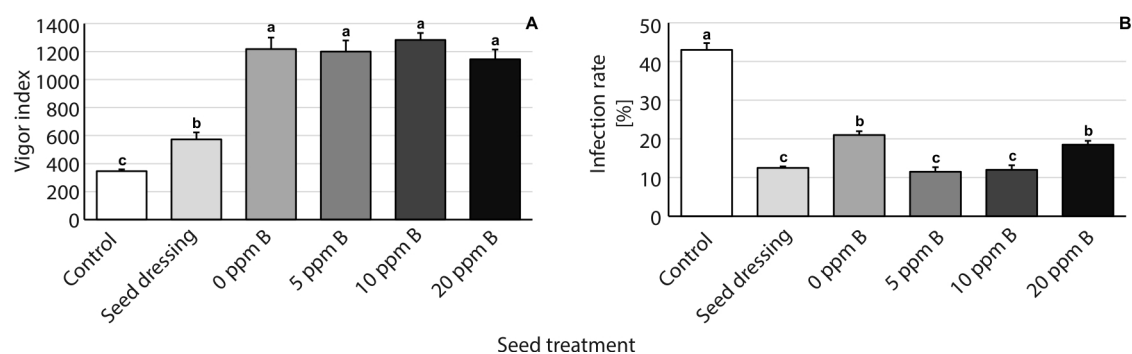 A
Vigor index
1400
1200
1000
800
600
400
200
0
c
b
a
a
a
a
Control
Seed dressing
0 ppm B
5 ppm B
10 ppm B
20 ppm B
B
Infection rate
[%]
50
40
30
20
10
0
a
c
b
c
c
b
Control
Seed dressing
0 ppm B
5 ppm B
10 ppm B
20 ppm B
Seed treatment